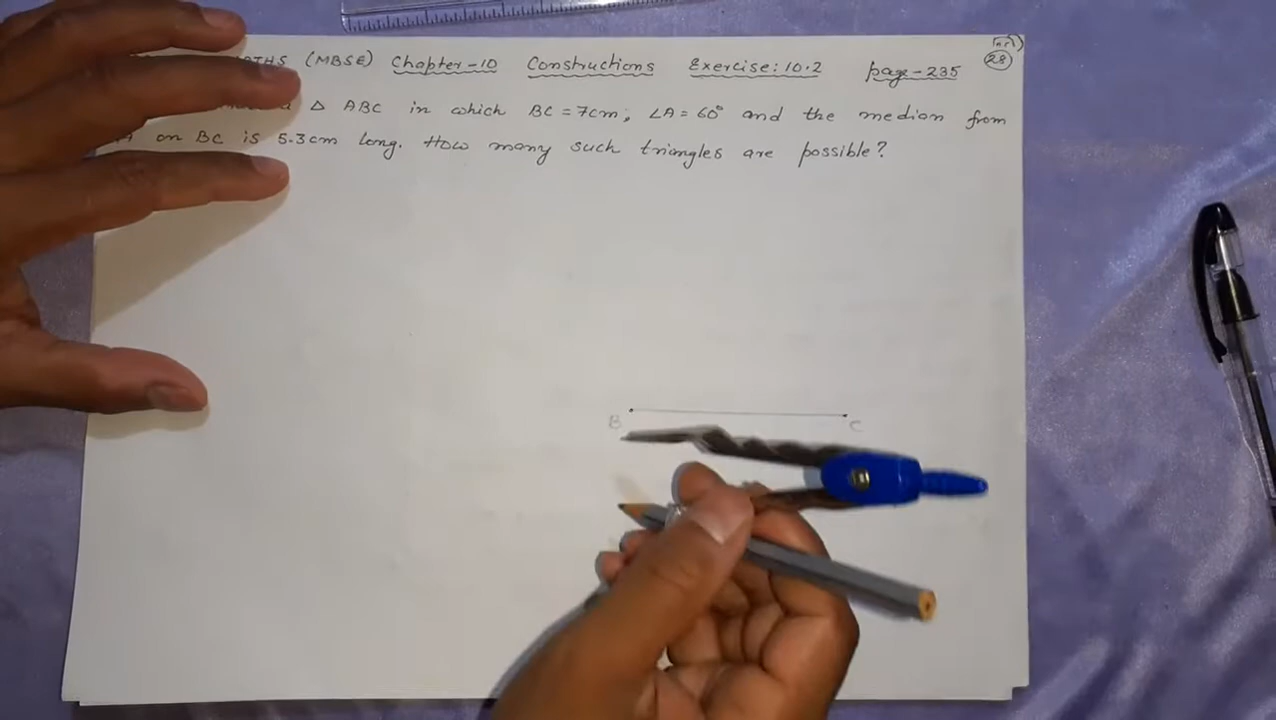 (MBSE) Chapter-10 Constructions Exercise: 10.2 page-235 28
Δ ABC in which BC = 7cm, ∠A = 60° and the median from
on BC is 5.3cm long. How many such triangles are possible?
B C